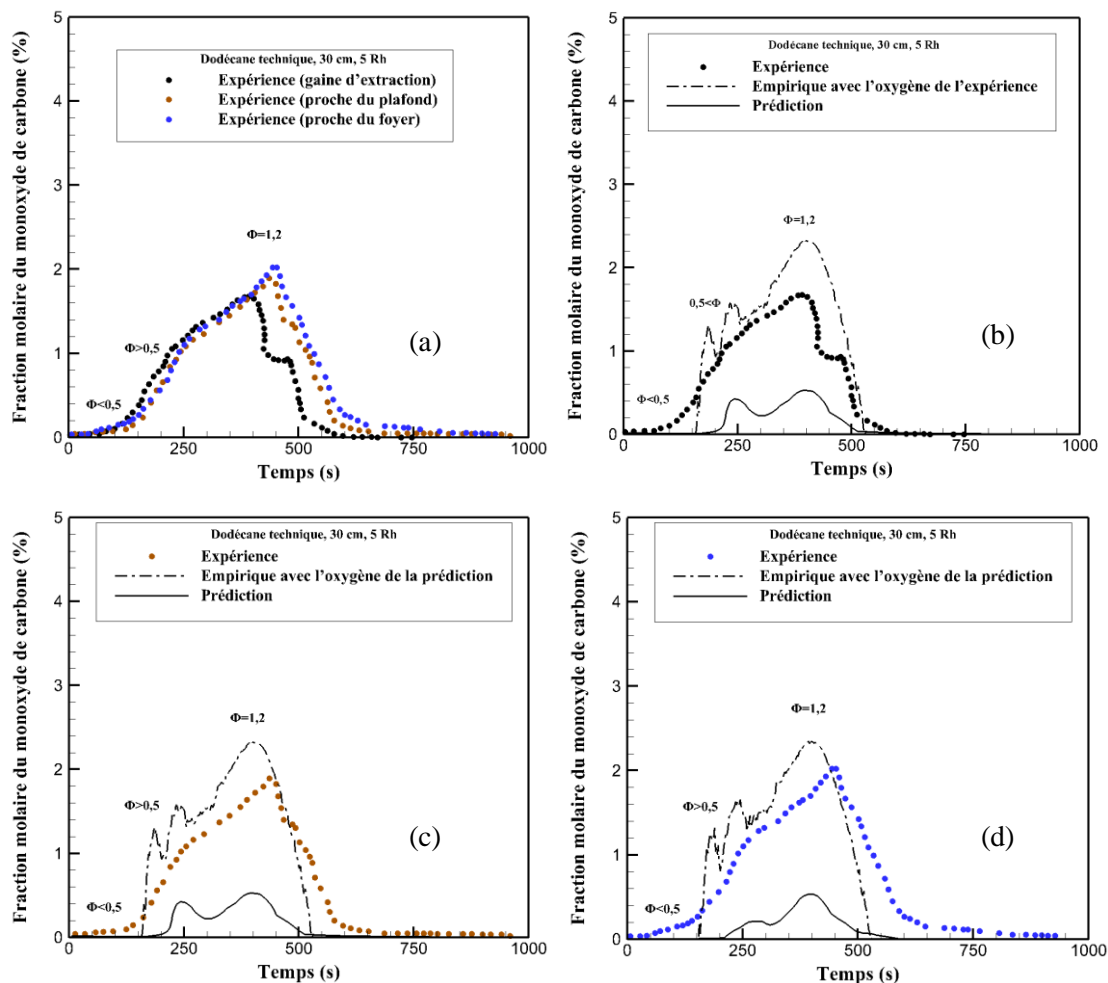 Fraction molaire du monoxyde de carbone (%)
5
4
3
2
1
0
Dodécane technique, 30 cm, 5 Rh
Expérience (gaine d'extraction)
Expérience (proche du plafond)
Expérience (proche du foyer)
Φ=1,2
Φ>0,5
Φ<0,5
(a)
0 250 500 750 1000
Temps (s)
Fraction molaire du monoxyde de carbone (%)
5
4
3
2
1
0
Dodécane technique, 30 cm, 5 Rh
Expérience
Empirique avec l'oxygène de l'expérience
Prédiction
Φ=1,2
0,5<Φ
Φ<0,5
(b)
0 250 500 750 1000
Temps (s)
Fraction molaire du monoxyde de carbone (%)
5
4
3
2
1
0
Dodécane technique, 30 cm, 5 Rh
Expérience
Empirique avec l'oxygène de la prédiction
Prédiction
Φ=1,2
Φ>0,5
Φ<0,5
(c)
0 250 500 750 1000
Temps (s)
Fraction molaire du monoxyde de carbone (%)
5
4
3
2
1
0
Dodécane technique, 30 cm, 5 Rh
Expérience
Empirique avec l'oxygène de la prédiction
Prédiction
Φ=1,2
Φ>0,5
Φ<0,5
(d)
0 250 500 750 1000
Temps (s)